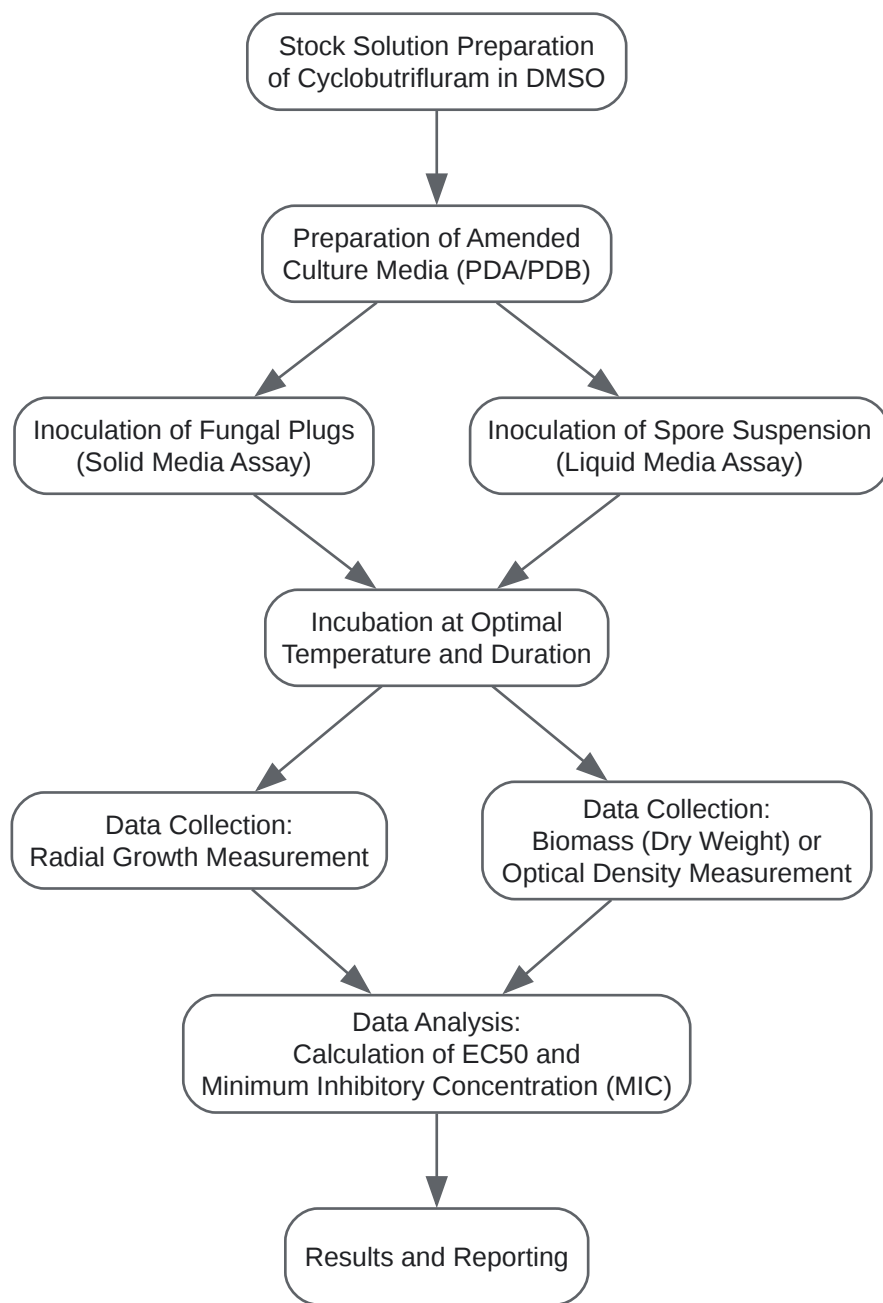 Stock Solution Preparation
of Cyclobutrifluram in DMSO
Preparation of Amended
Culture Media (PDA/PDB)
Inoculation of Fungal Plugs
(Solid Media Assay)
Inoculation of Spore Suspension
(Liquid Media Assay)
Incubation at Optimal
Temperature and Duration
Data Collection:
Radial Growth Measurement
Data Collection:
Biomass (Dry Weight) or
Optical Density Measurement
Data Analysis:
Calculation of EC50 and
Minimum Inhibitory Concentration (MIC)
Results and Reporting